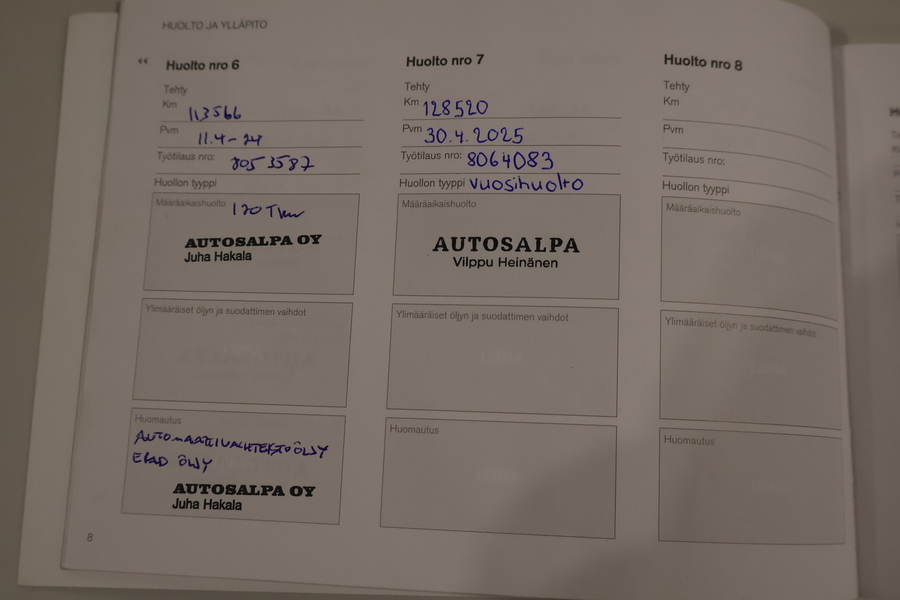 HUOLTO JA YLLÄPITO
“
Huolto nro 6
Tehty
Km 113566
Pvm 11.4-24
Työtilaus nro: 8053587
Huollon tyyppi
Määräaikaishuolto 120 Tkm
AUTOSALPA OY
Juha Hakala
Ylimääräiset öljyn ja suodattimen vaihdot
Huomautus
AUTOMAATTIVAIHTEISTOÖLJY
ERAD ÖLJY
AUTOSALPA OY
Juha Hakala
8
Huolto nro 7
Tehty
Km 128520
Pvm 30.4.2025
Työtilaus nro: 8064083
Huollon tyyppi vuosihuolto
Määräaikaishuolto
AUTOSALPA
Vilppu Heinänen
Ylimääräiset öljyn ja suodattimen vaihdot
Huomautus
Huolto nro 8
Tehty
Km
Pvm
Työtilaus nro:
Huollon tyyppi
Määräaikaishuolto
Ylimääräiset öljyn ja suodattimen vaihdot
Huomautus